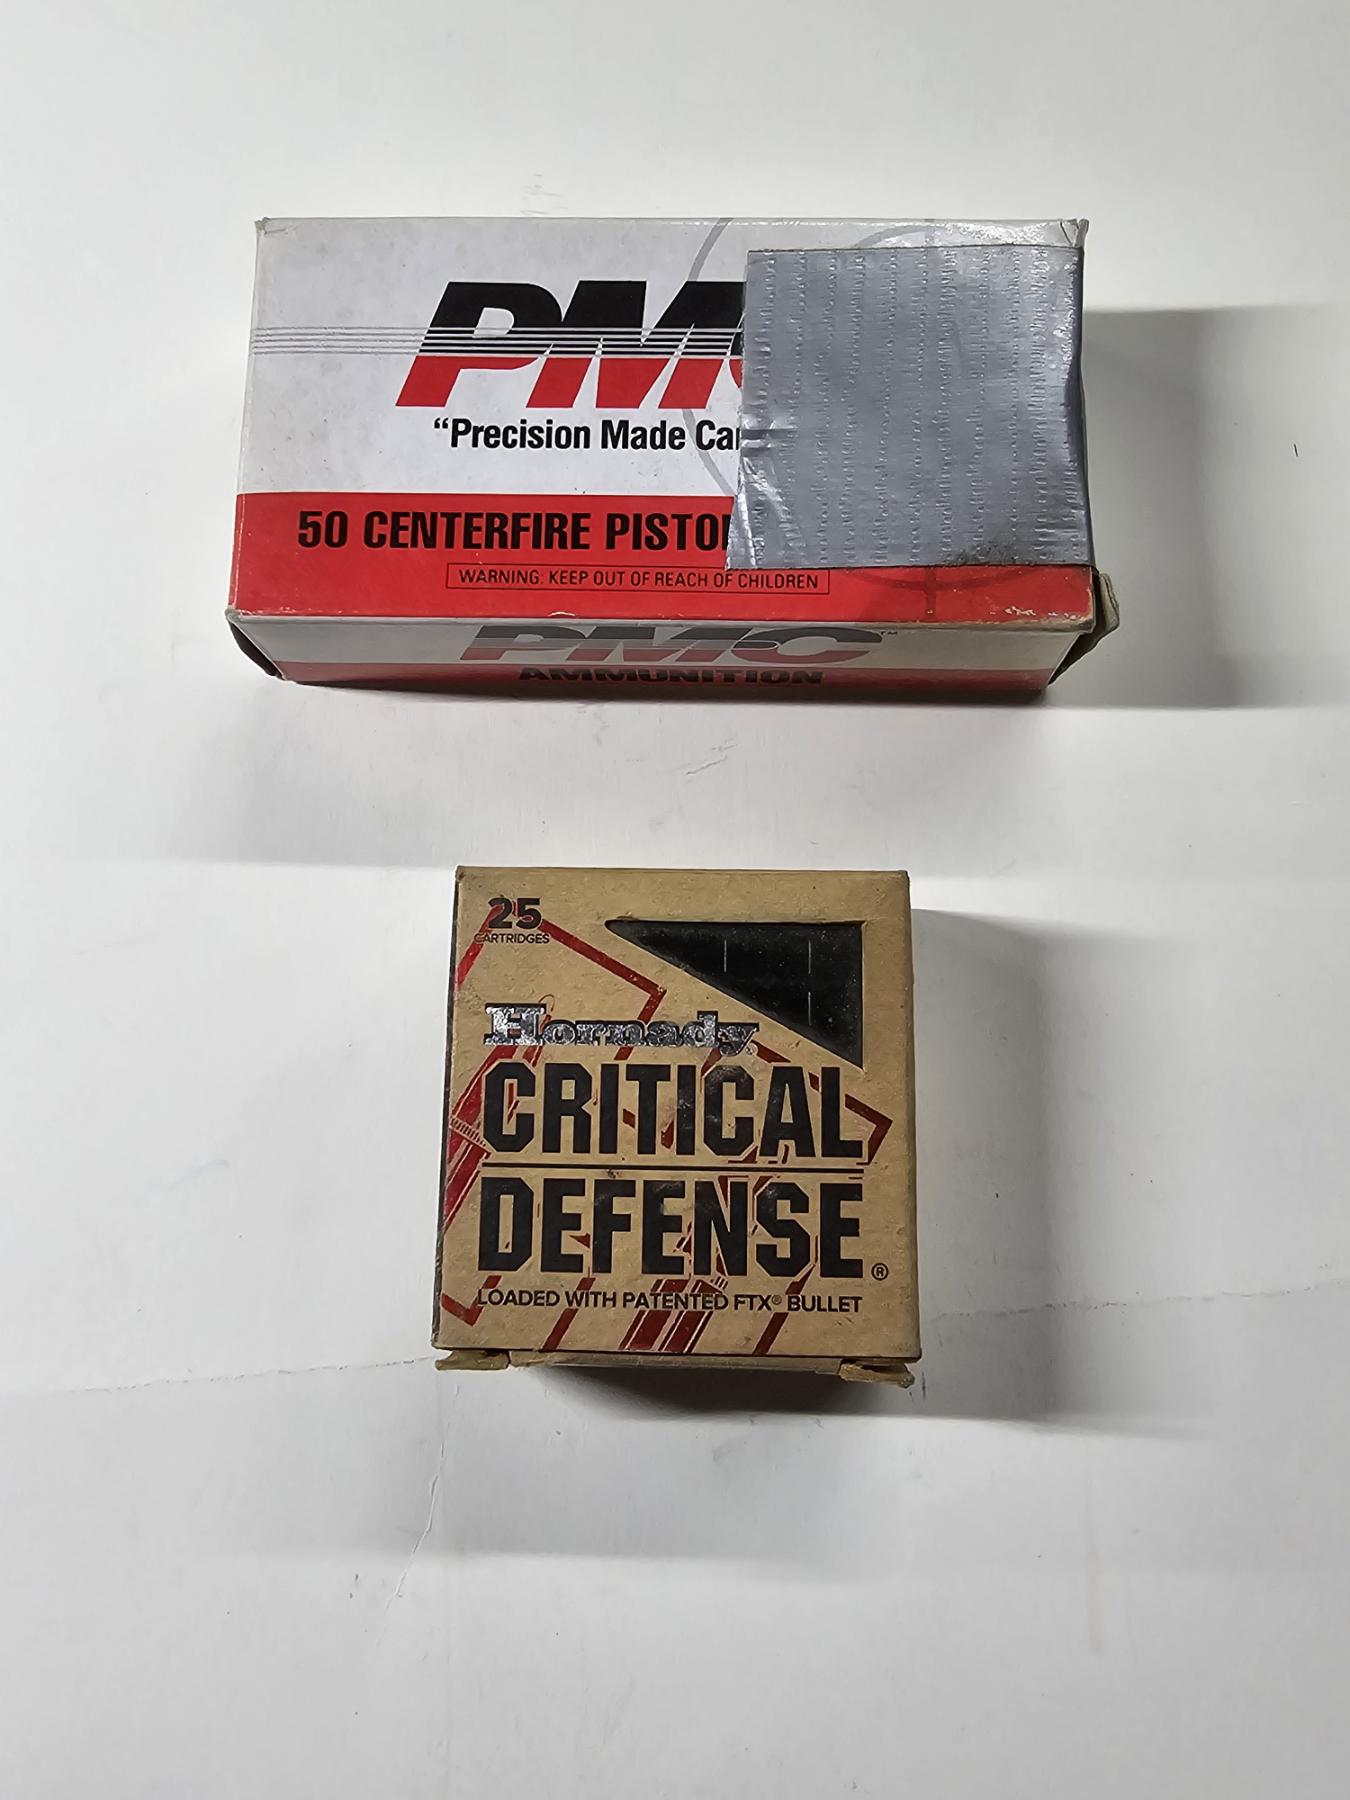 PMC
"Precision Made Ca
50 CENTERFIRE PISTO
WARNING: KEEP OUT OF REACH OF CHILDREN
PMC™
AMMUNITION
25
CARTRIDGES
Hornady®
CRITICAL
DEFENSE®
LOADED WITH PATENTED FTX® BULLET